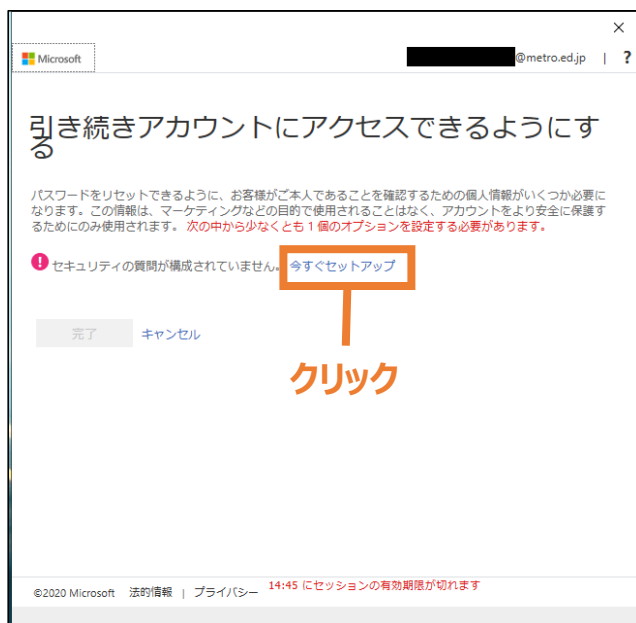 ×
Microsoft
@metro.ed.jp | ?
引き続きアカウントにアクセスできるようにす
る
パスワードをリセットできるように、お客様がご本人であることを確認するための個人情報がいくつか必要に
なります。この情報は、マーケティングなどの目的で使用されることはなく、アカウントをより安全に保護す
るためにのみ使用されます。 次の中から少なくとも 1 個のオプションを設定する必要があります。
! セキュリティの質問が構成されていません。 今すぐセットアップ
完了 キャンセル
クリック
©2020 Microsoft 法的情報 | プライバシー 14:45 にセッションの有効期限が切れます